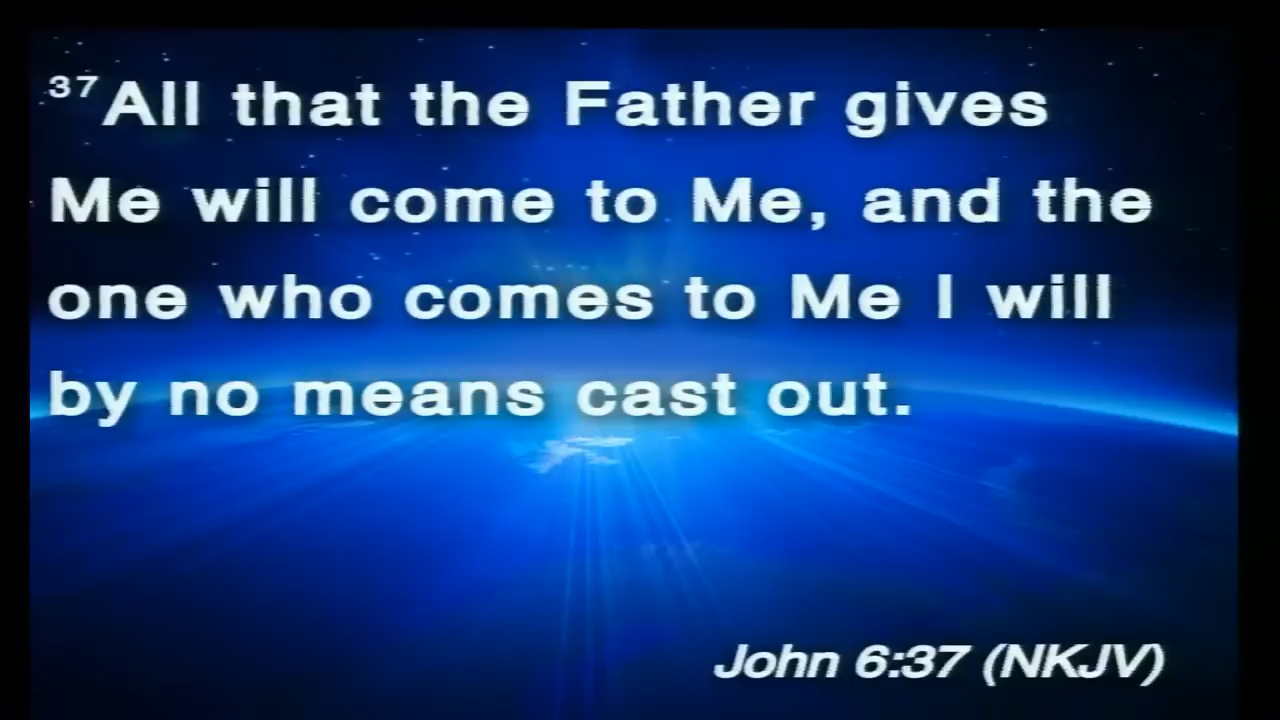 ³⁷All that the Father gives
Me will come to Me, and the
one who comes to Me I will
by no means cast out.
John 6:37 (NKJV)